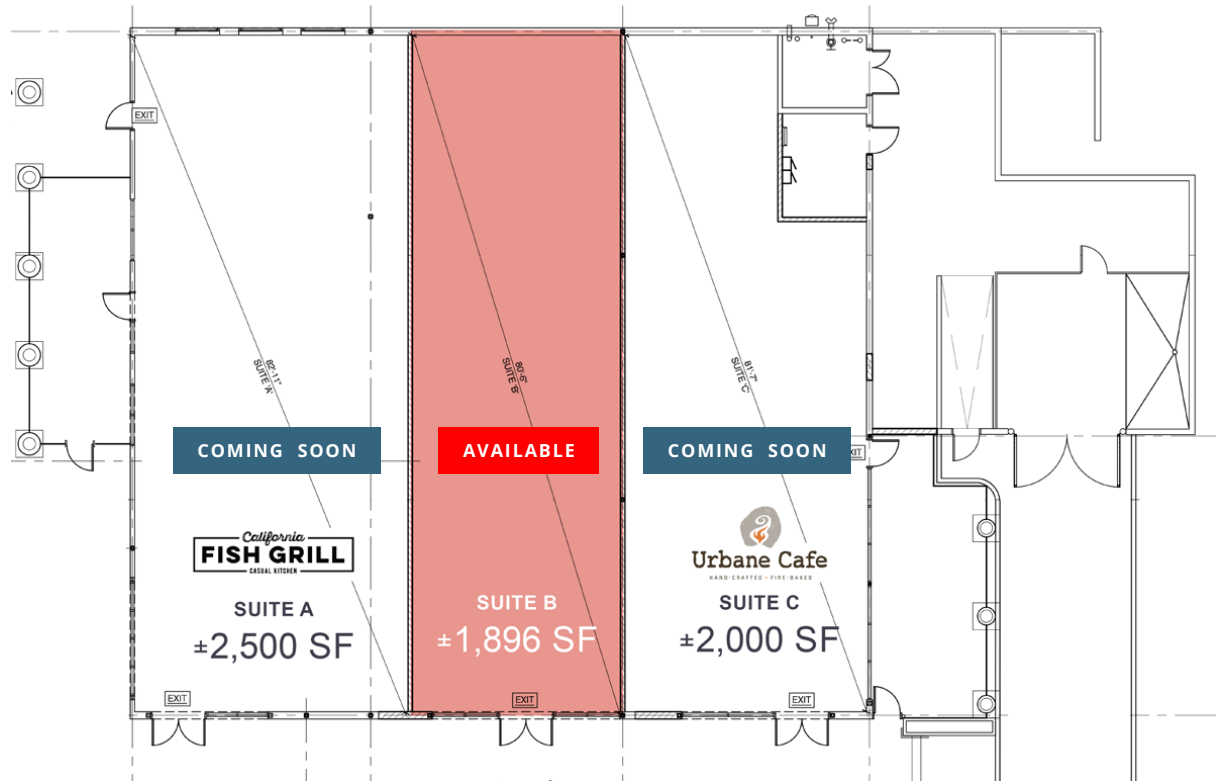 EXIT
82'-11"
SUITE 'A'
80'-6"
SUITE 'B'
81'-7"
SUITE 'C'
COMING SOON
AVAILABLE
COMING SOON
XIT
California
FISH GRILL
CASUAL KITCHEN
Urbane Cafe
HAND-CRAFTED • FIRE-BAKED
SUITE A
±2,500 SF
SUITE B
±1,896 SF
SUITE C
±2,000 SF
EXIT
EXIT
EXIT